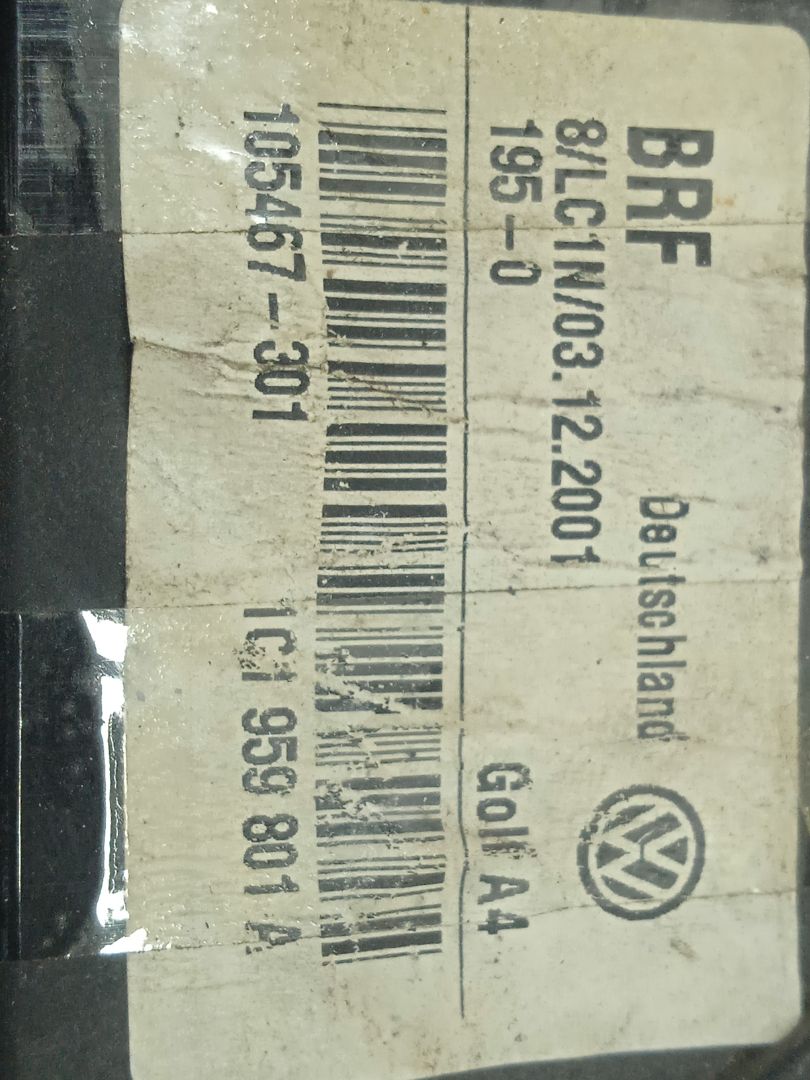 BRF Deutschland
8/LC1N/03.12.2001
195-0 Golf A4
105467-301 1C1 959 801 A